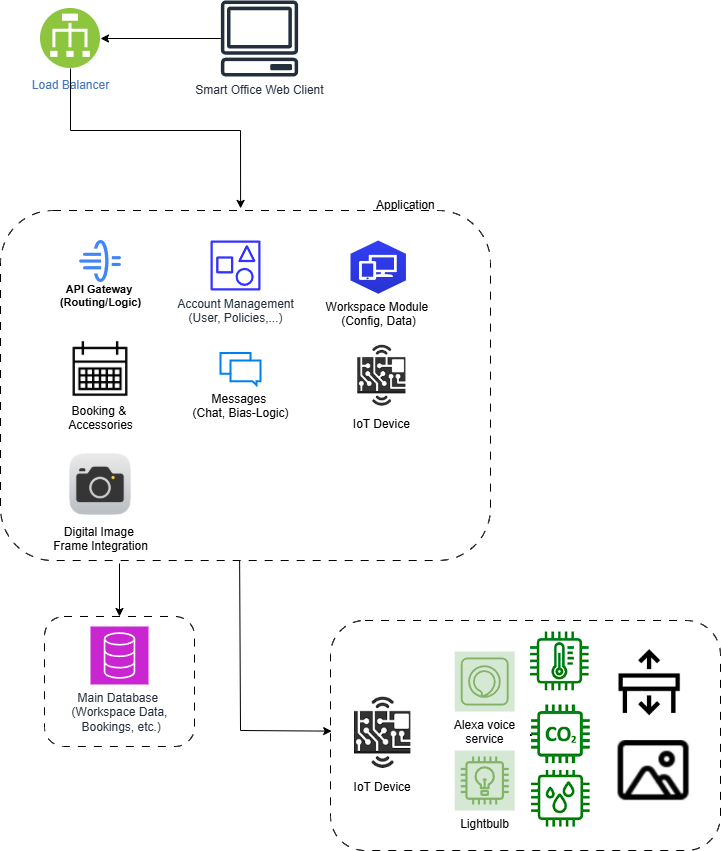 Load Balancer
Smart Office Web Client
Application
API Gateway
(Routing/Logic)
Account Management
(User, Policies,...)
Workspace Module
(Config, Data)
Booking &
Accessories
Messages
(Chat, Bias-Logic)
IoT Device
Digital Image
Frame Integration
Main Database
(Workspace Data,
Bookings, etc.)
IoT Device
Alexa voice
service
Lightbulb
CO₂